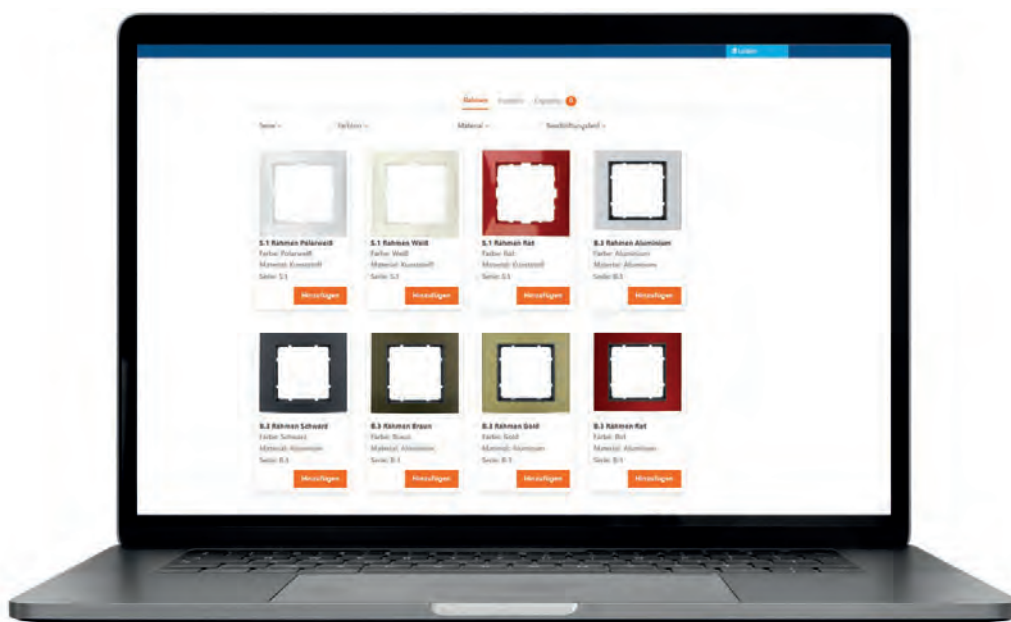 Rahmen
Serie
Farbton
Material
Beschriftungsfeld
S.1 Rahmen Polarweiß
Farbe: Polarweiß
Material: Kunststoff
Serie: S.1
Hinzufügen
S.1 Rahmen Weiß
Farbe: Weiß
Material: Kunststoff
Serie: S.1
Hinzufügen
S.1 Rahmen Rot
Farbe: Rot
Material: Kunststoff
Serie: S.1
Hinzufügen
B.3 Rahmen Aluminium
Farbe: Aluminium
Material: Aluminium
Serie: B.3
Hinzufügen
B.3 Rahmen Schwarz
Farbe: Schwarz
Material: Aluminium
Serie: B.3
Hinzufügen
B.3 Rahmen Braun
Farbe: Braun
Material: Aluminium
Serie: B.3
Hinzufügen
B.3 Rahmen Gold
Farbe: Gold
Material: Aluminium
Serie: B.3
Hinzufügen
B.3 Rahmen Rot
Farbe: Rot
Material: Aluminium
Serie: B.3
Hinzufügen